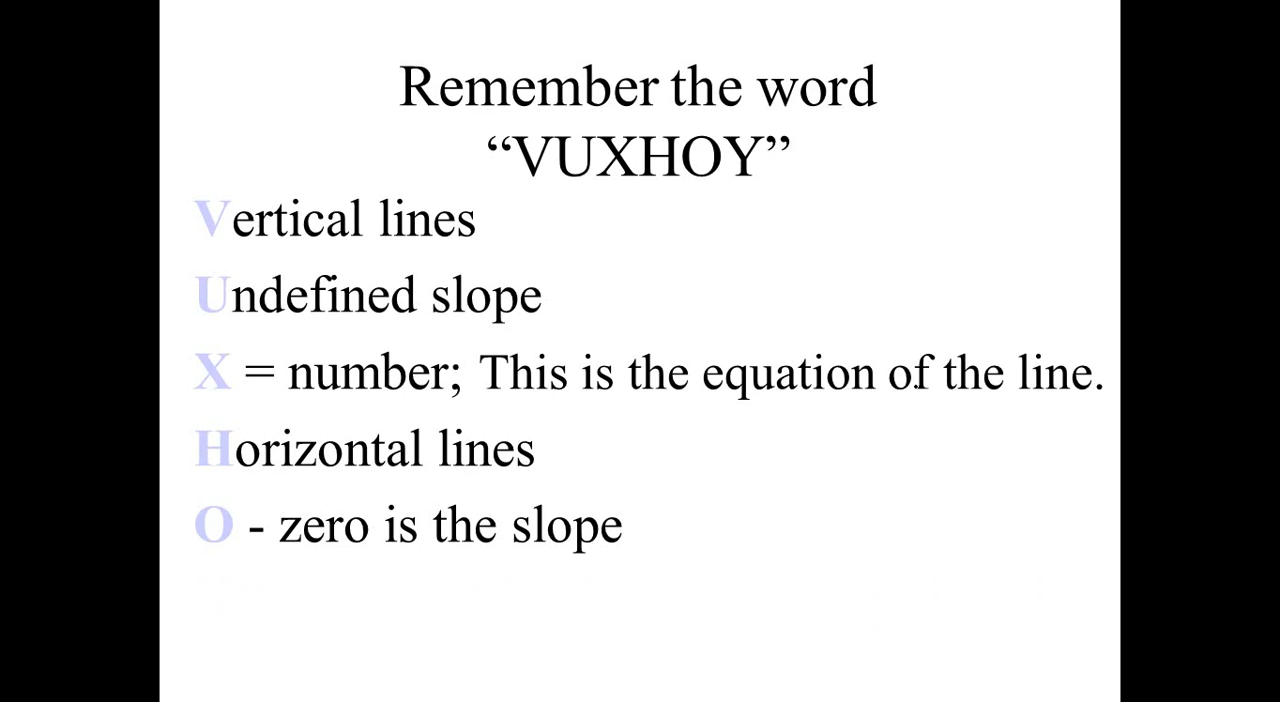 Remember the word
“VUXHOY”
Vertical lines
Undefined slope
X = number; This is the equation of the line.
Horizontal lines
O - zero is the slope